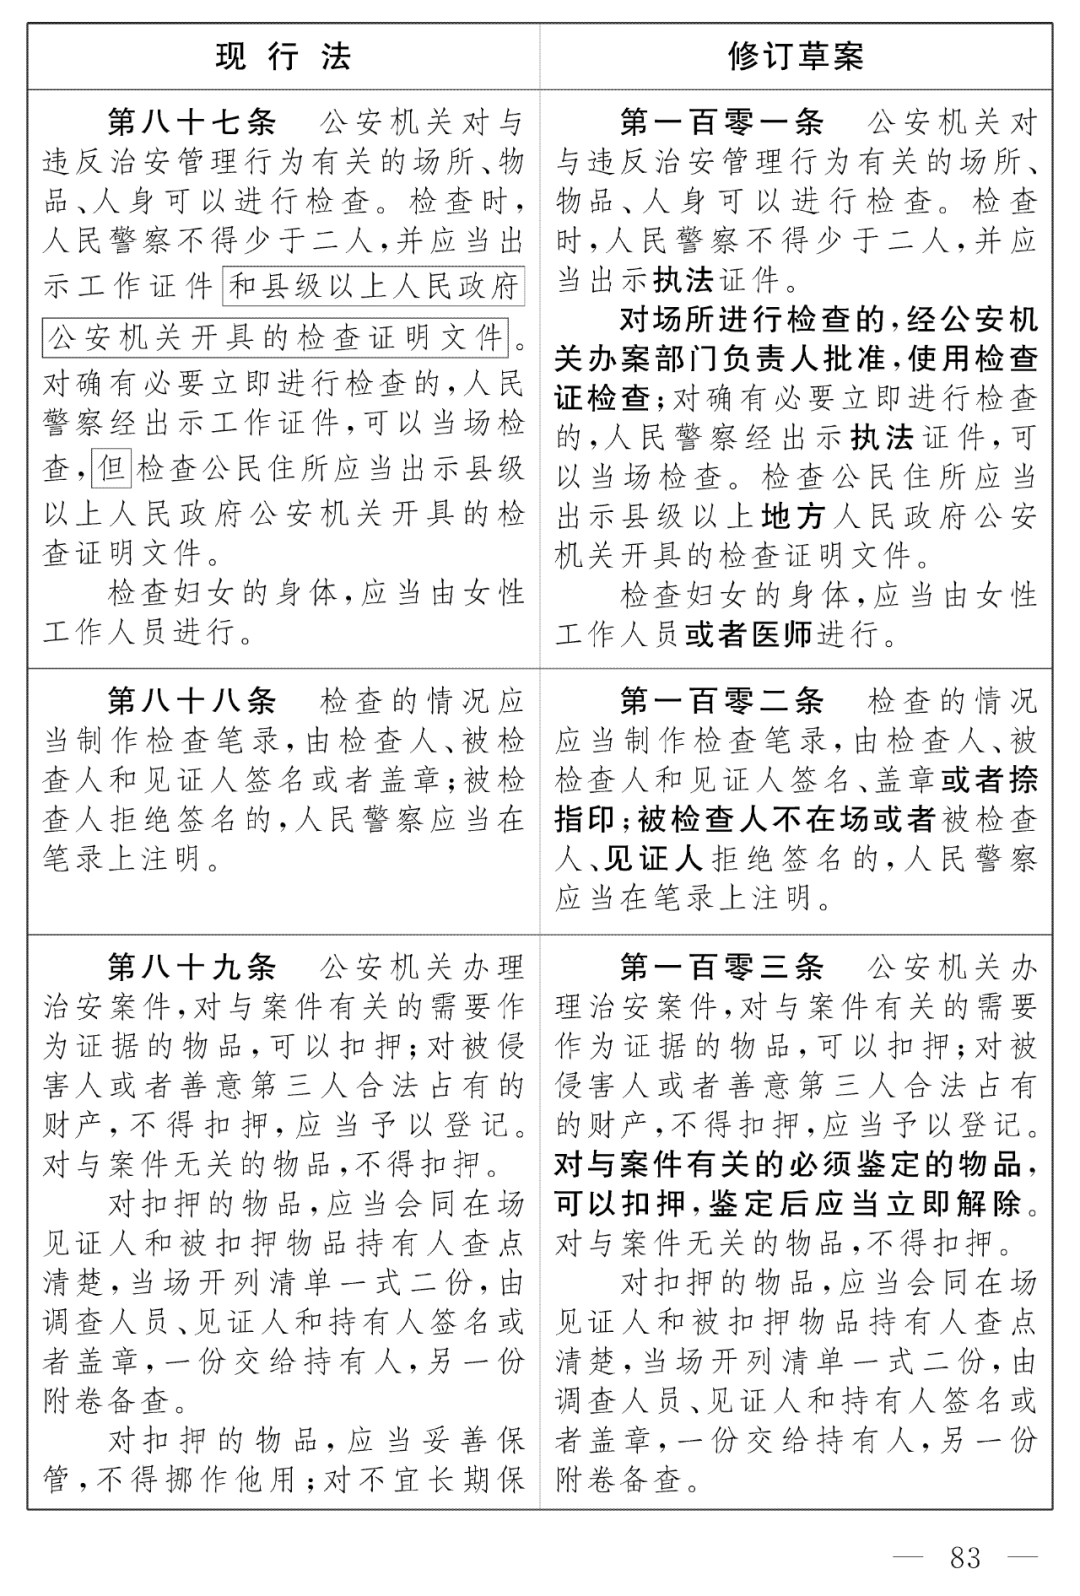 现行法
第八十七条　公安机关对与
违反治安管理行为有关的场所、物
品、人身可以进行检查。检查时，
人民警察不得少于二人，并应当出
示工作证件和县级以上人民政府
公安机关开具的检查证明文件。
对确有必要立即进行检查的，人民
警察经出示工作证件，可以当场检
查，但检查公民住所应当出示县级
以上人民政府公安机关开具的检
查证明文件。
检查妇女的身体，应当由女性
工作人员进行。
第八十八条　检查的情况应
当制作检查笔录，由检查人、被检
查人和见证人签名或者盖章；被检
查人拒绝签名的，人民警察应当在
笔录上注明。
第八十九条　公安机关办理
治安案件，对与案件有关的需要作
为证据的物品，可以扣押；对被侵
害人或者善意第三人合法占有的
财产，不得扣押，应当予以登记。
对与案件无关的物品，不得扣押。
对扣押的物品，应当会同在场
见证人和被扣押物品持有人查点
清楚，当场开列清单一式二份，由
调查人员、见证人和持有人签名或
者盖章，一份交给持有人，另一份
附卷备查。
对扣押的物品，应当妥善保
管，不得挪作他用；对不宜长期保
修订草案
第一百零一条　公安机关对
与违反治安管理行为有关的场所、
物品、人身可以进行检查。检查
时，人民警察不得少于二人，并应
当出示执法证件。
对场所进行检查的，经公安机
关办案部门负责人批准，使用检查
证检查；对确有必要立即进行检查
的，人民警察经出示执法证件，可
以当场检查。检查公民住所应当
出示县级以上地方人民政府公安
机关开具的检查证明文件。
检查妇女的身体，应当由女性
工作人员或者医师进行。
第一百零二条　检查的情况
应当制作检查笔录，由检查人、被
检查人和见证人签名、盖章或者捺
指印；被检查人不在场或者被检查
人、见证人拒绝签名的，人民警察
应当在笔录上注明。
第一百零三条　公安机关办
理治安案件，对与案件有关的需要
作为证据的物品，可以扣押；对被
侵害人或者善意第三人合法占有
的财产，不得扣押，应当予以登记。
对与案件有关的必须鉴定的物品，
可以扣押，鉴定后应当立即解除。
对与案件无关的物品，不得扣押。
对扣押的物品，应当会同在场
见证人和被扣押物品持有人查点
清楚，当场开列清单一式二份，由
调查人员、见证人和持有人签名或
者盖章，一份交给持有人，另一份
附卷备查。
— 83 —